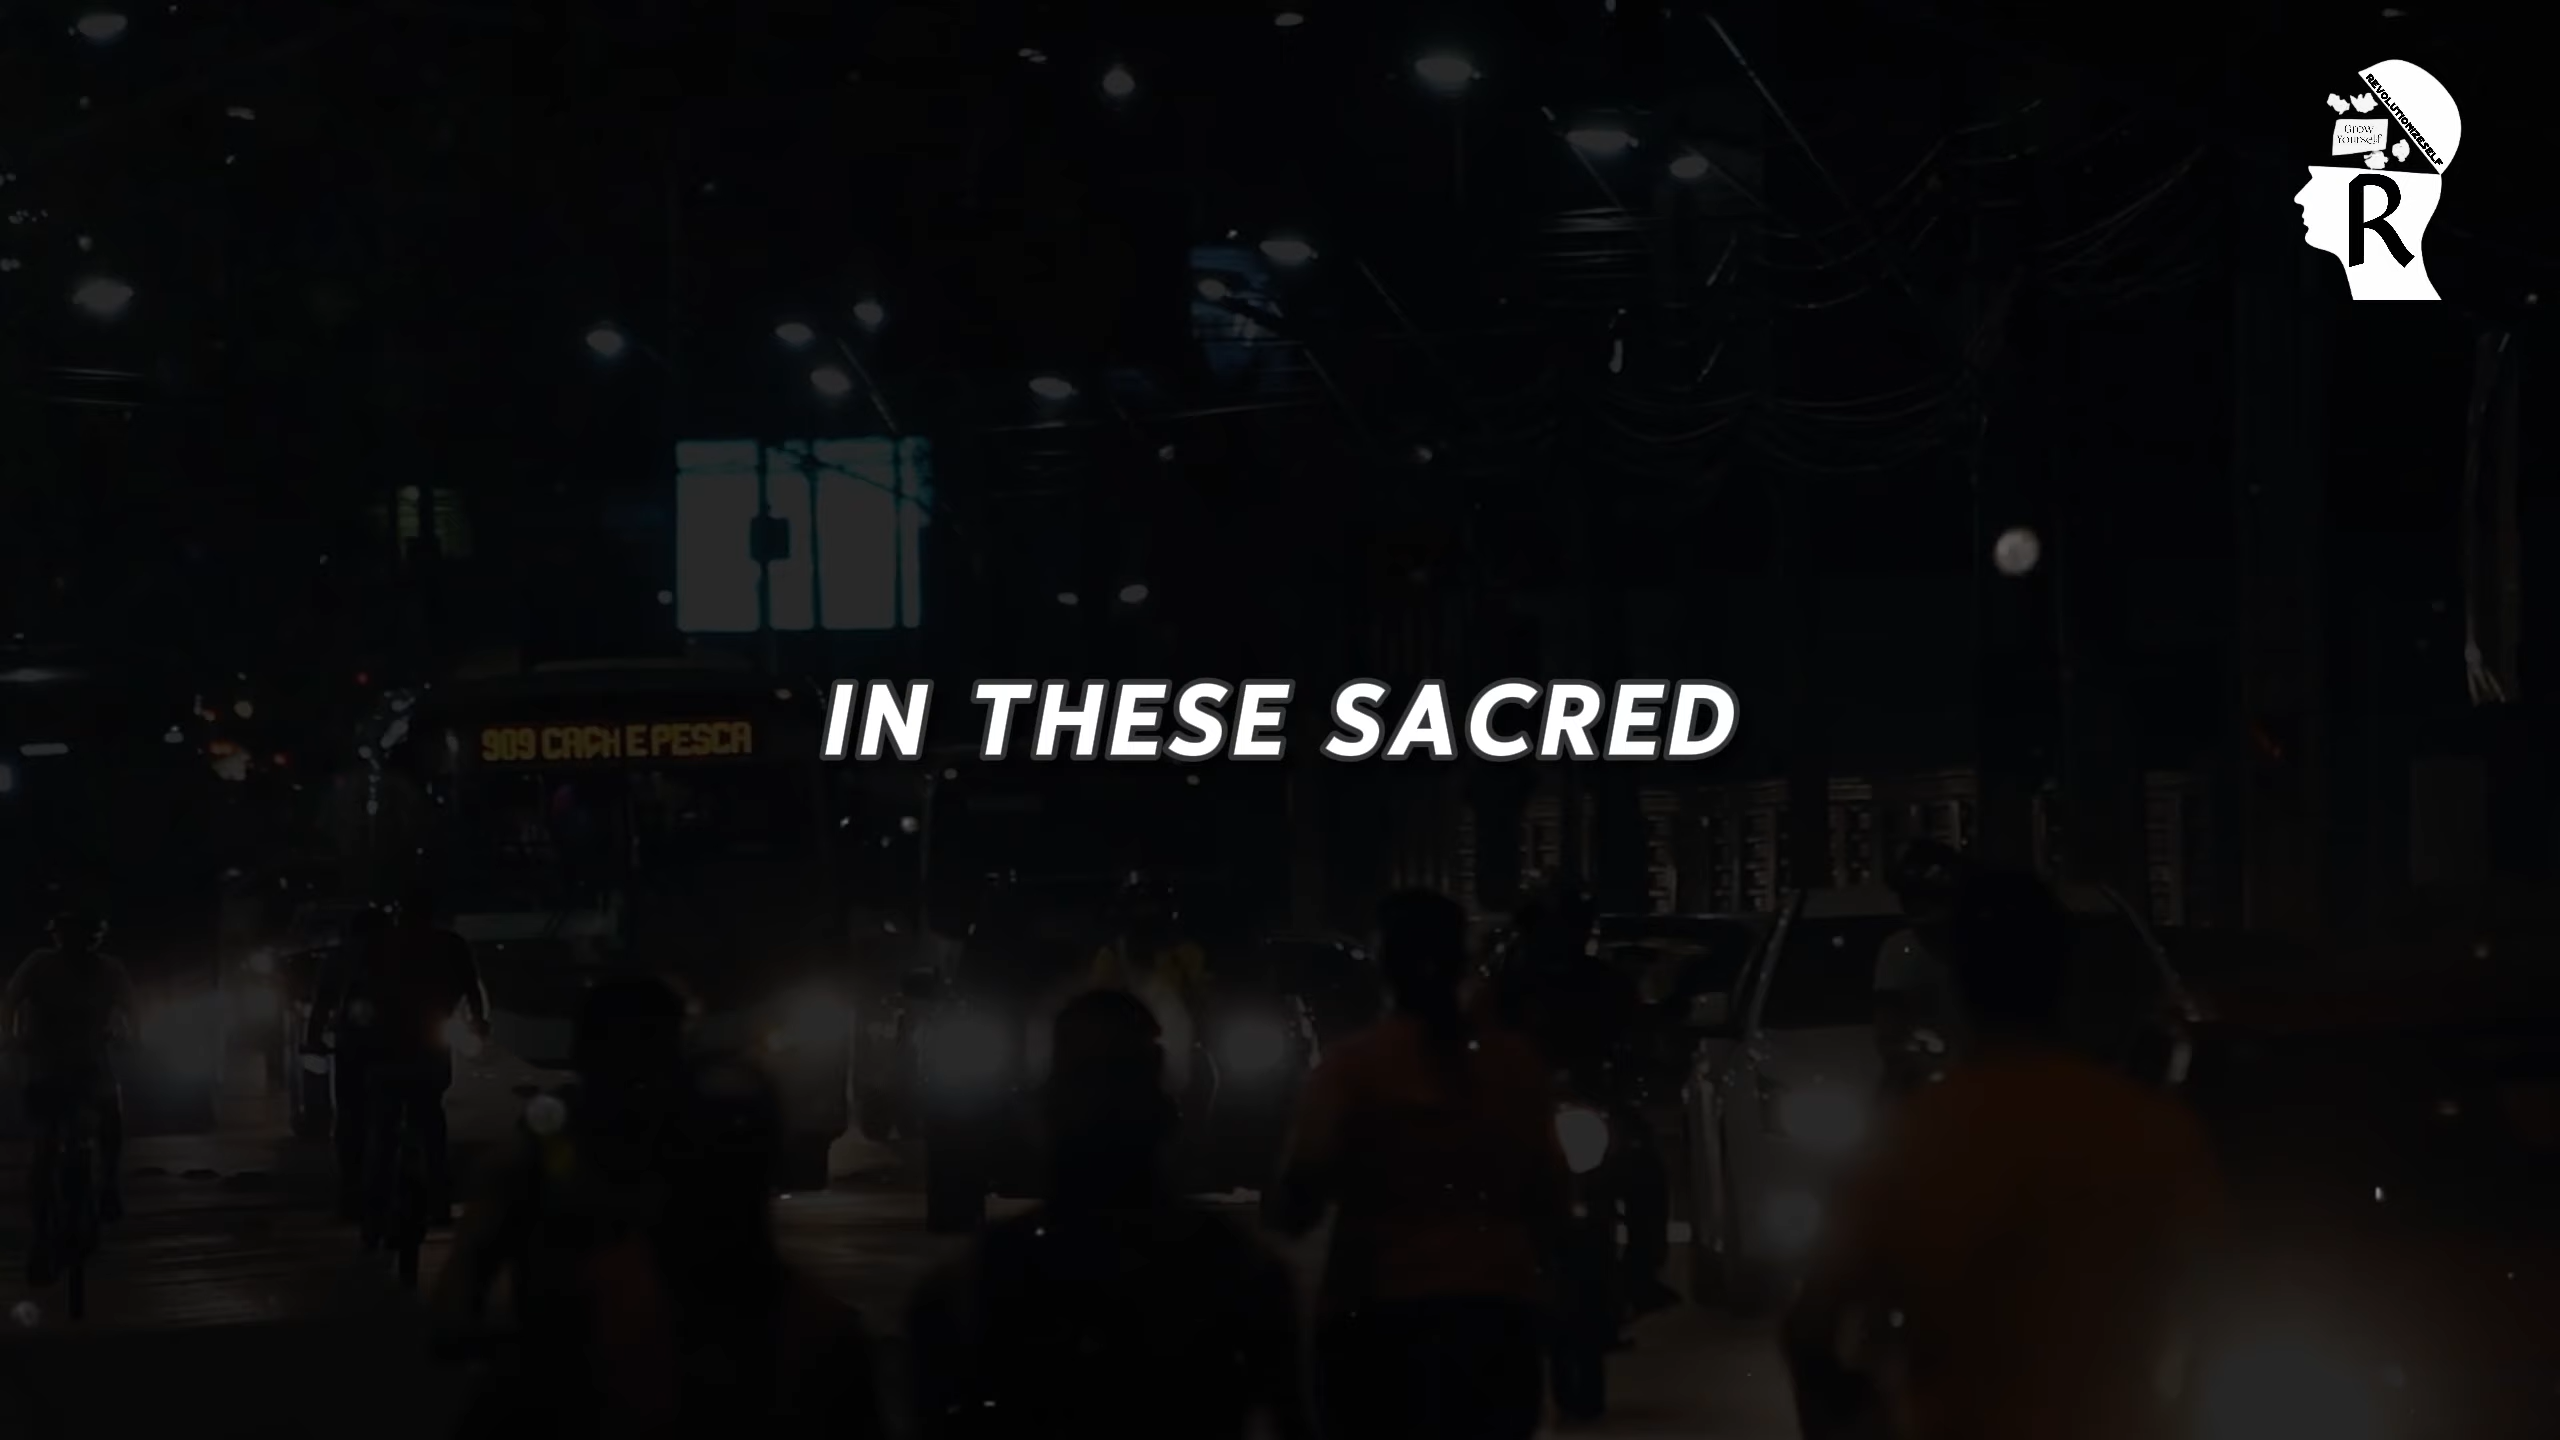 REVOLUTIONIZESELF
Grow
Yourself
R
IN THESE SACRED
909 CACH E PESCA